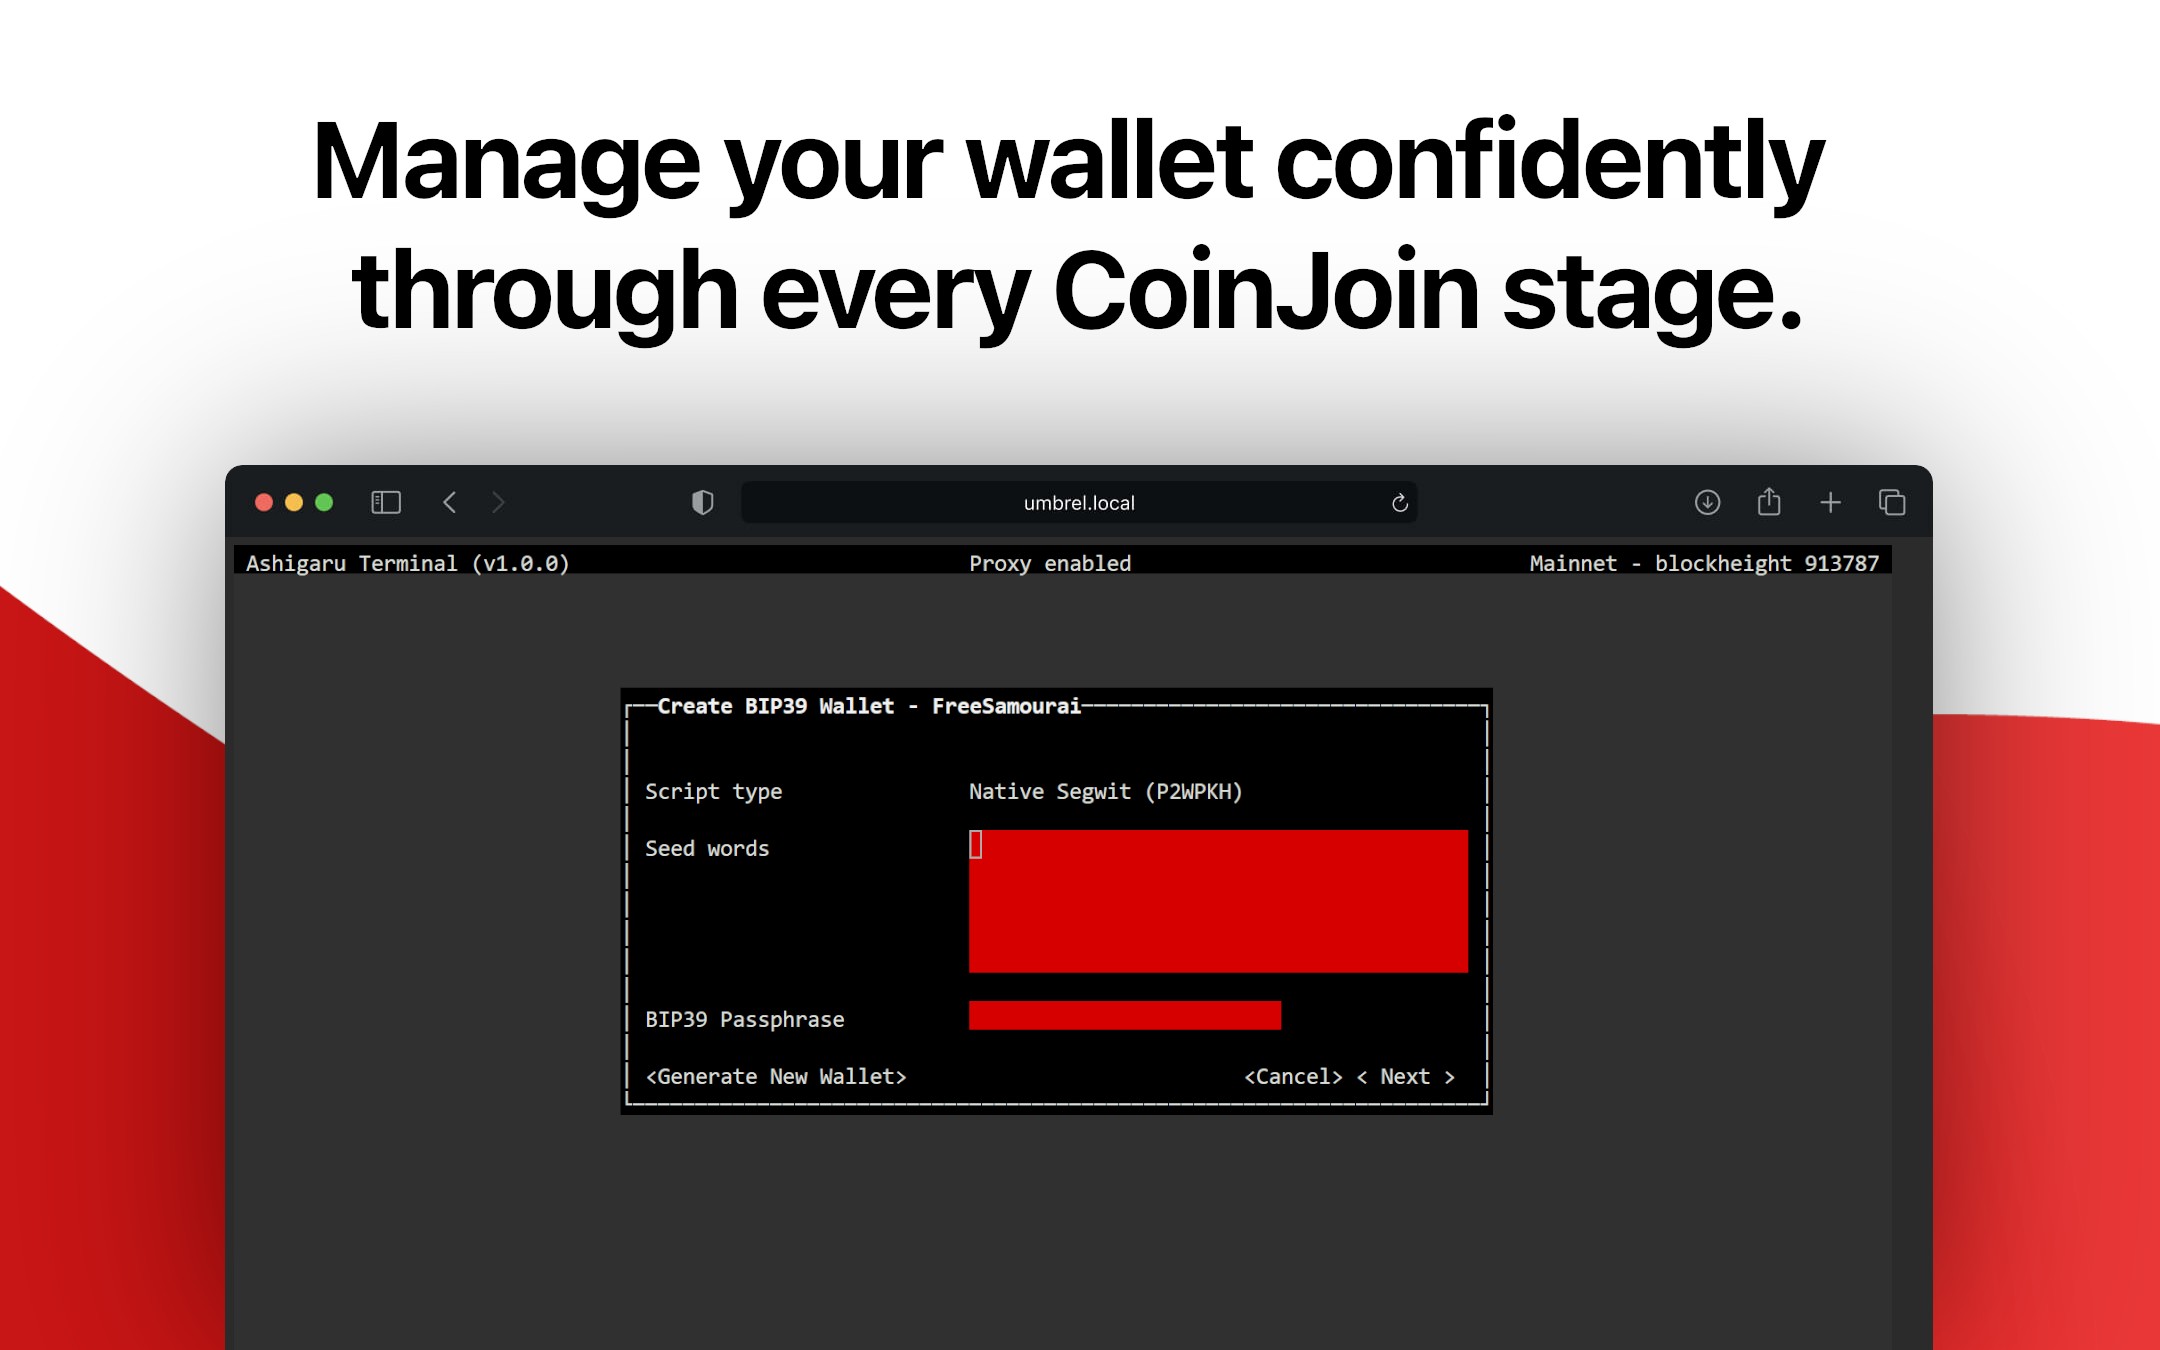 Manage your wallet confidently
through every CoinJoin stage.
umbrel.local
Ashigaru Terminal (v1.0.0) Proxy enabled Mainnet - blockheight 913787
Create BIP39 Wallet - FreeSamourai
Script type Native Segwit (P2WPKH)
Seed words
BIP39 Passphrase
<Generate New Wallet> <Cancel> < Next >